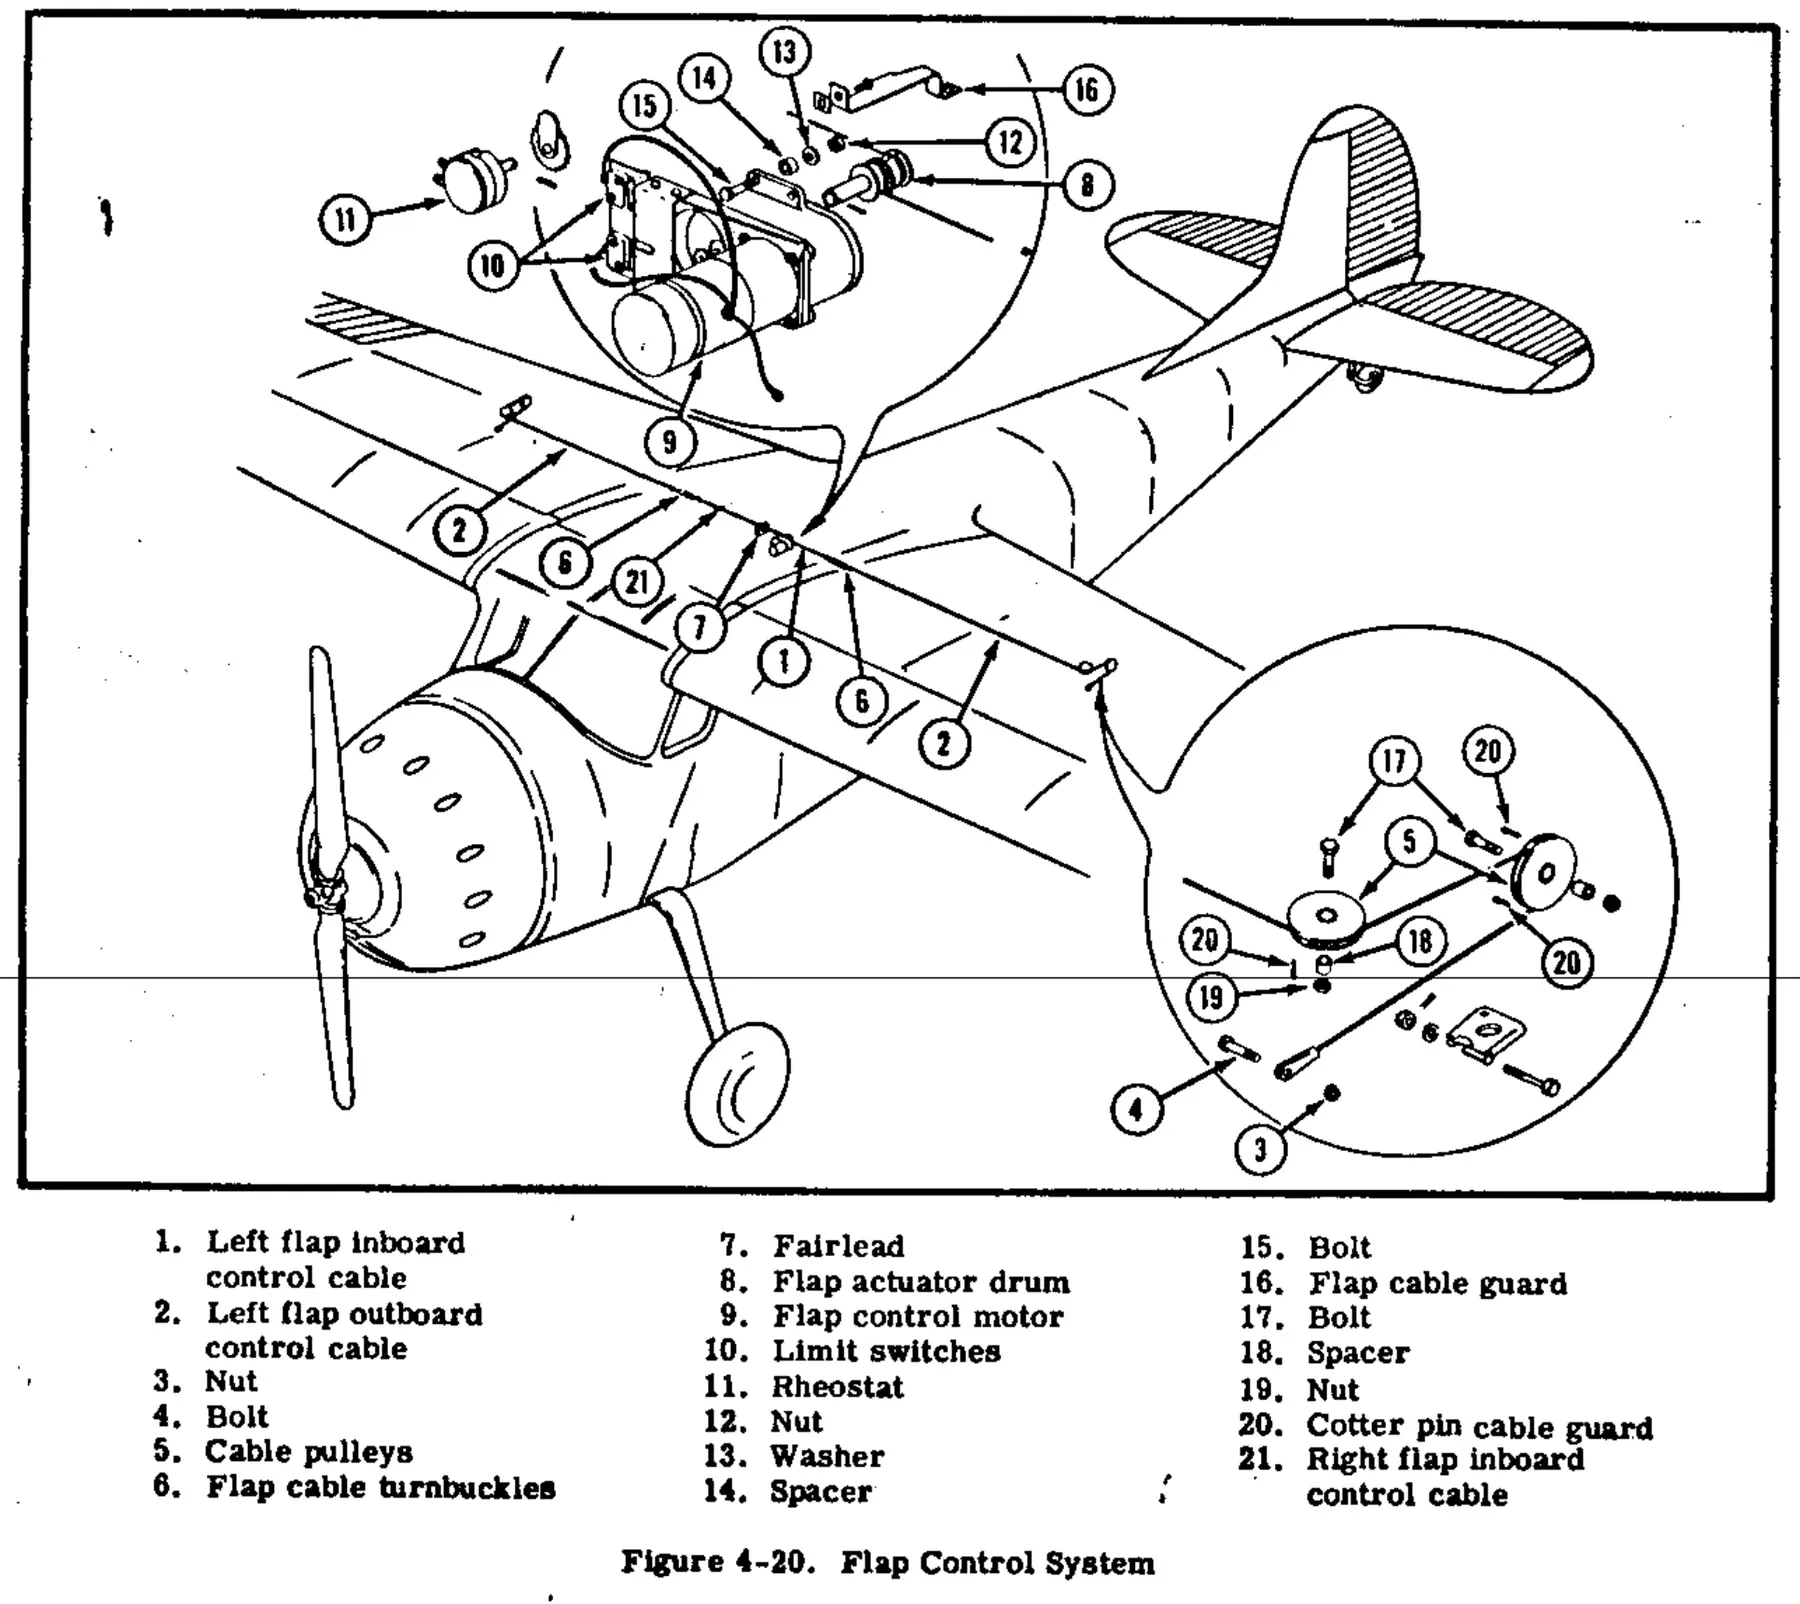 13
14
16
15
12
8
11
10
9
2
6
21
7
1
6
2
17
20
5
20
18
20
19
4
3
1. Left flap inboard
control cable
2. Left flap outboard
control cable
3. Nut
4. Bolt
5. Cable pulleys
6. Flap cable turnbuckles
7. Fairlead
8. Flap actuator drum
9. Flap control motor
10. Limit switches
11. Rheostat
12. Nut
13. Washer
14. Spacer
15. Bolt
16. Flap cable guard
17. Bolt
18. Spacer
19. Nut
20. Cotter pin cable guard
21. Right flap inboard
control cable
Figure 4-20. Flap Control System